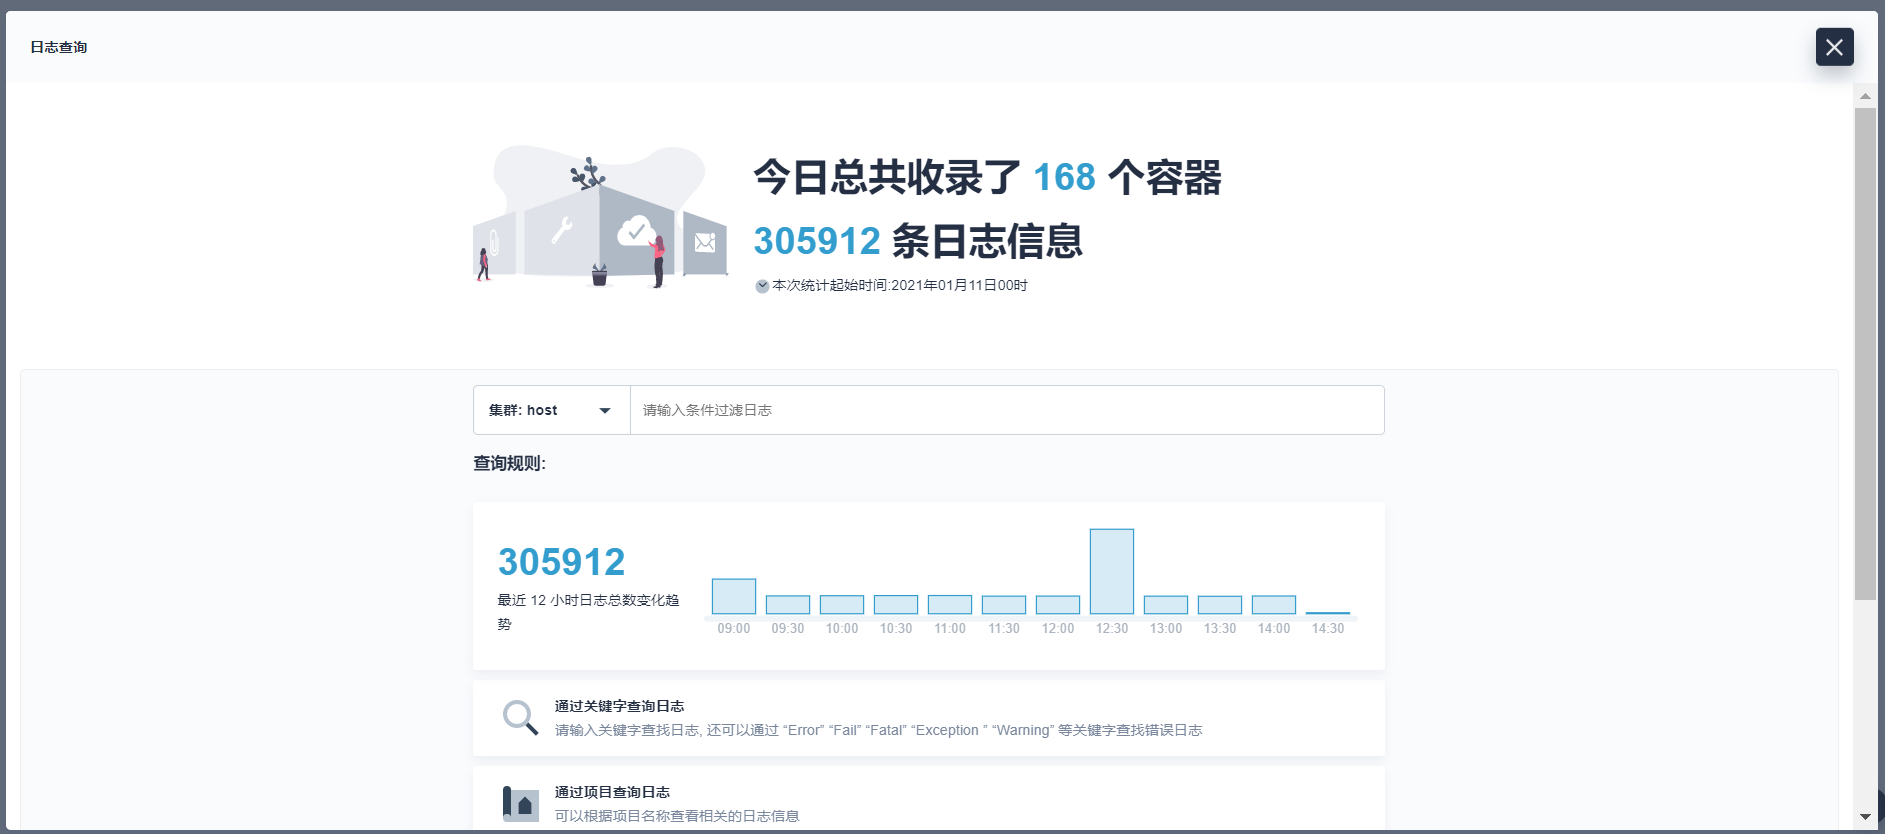 日志查询
今日总共收录了 168 个容器
305912 条日志信息
本次统计起始时间:2021年01月11日00时
集群: host
请输入条件过滤日志
查询规则:
305912
最近 12 小时日志总数变化趋
势
09:00 09:30 10:00 10:30 11:00 11:30 12:00 12:30 13:00 13:30 14:00 14:30
通过关键字查询日志
请输入关键字查找日志, 还可以通过 “Error” “Fail” “Fatal” “Exception ” “Warning” 等关键字查找错误日志
通过项目查询日志
可以根据项目名称查看相关的日志信息